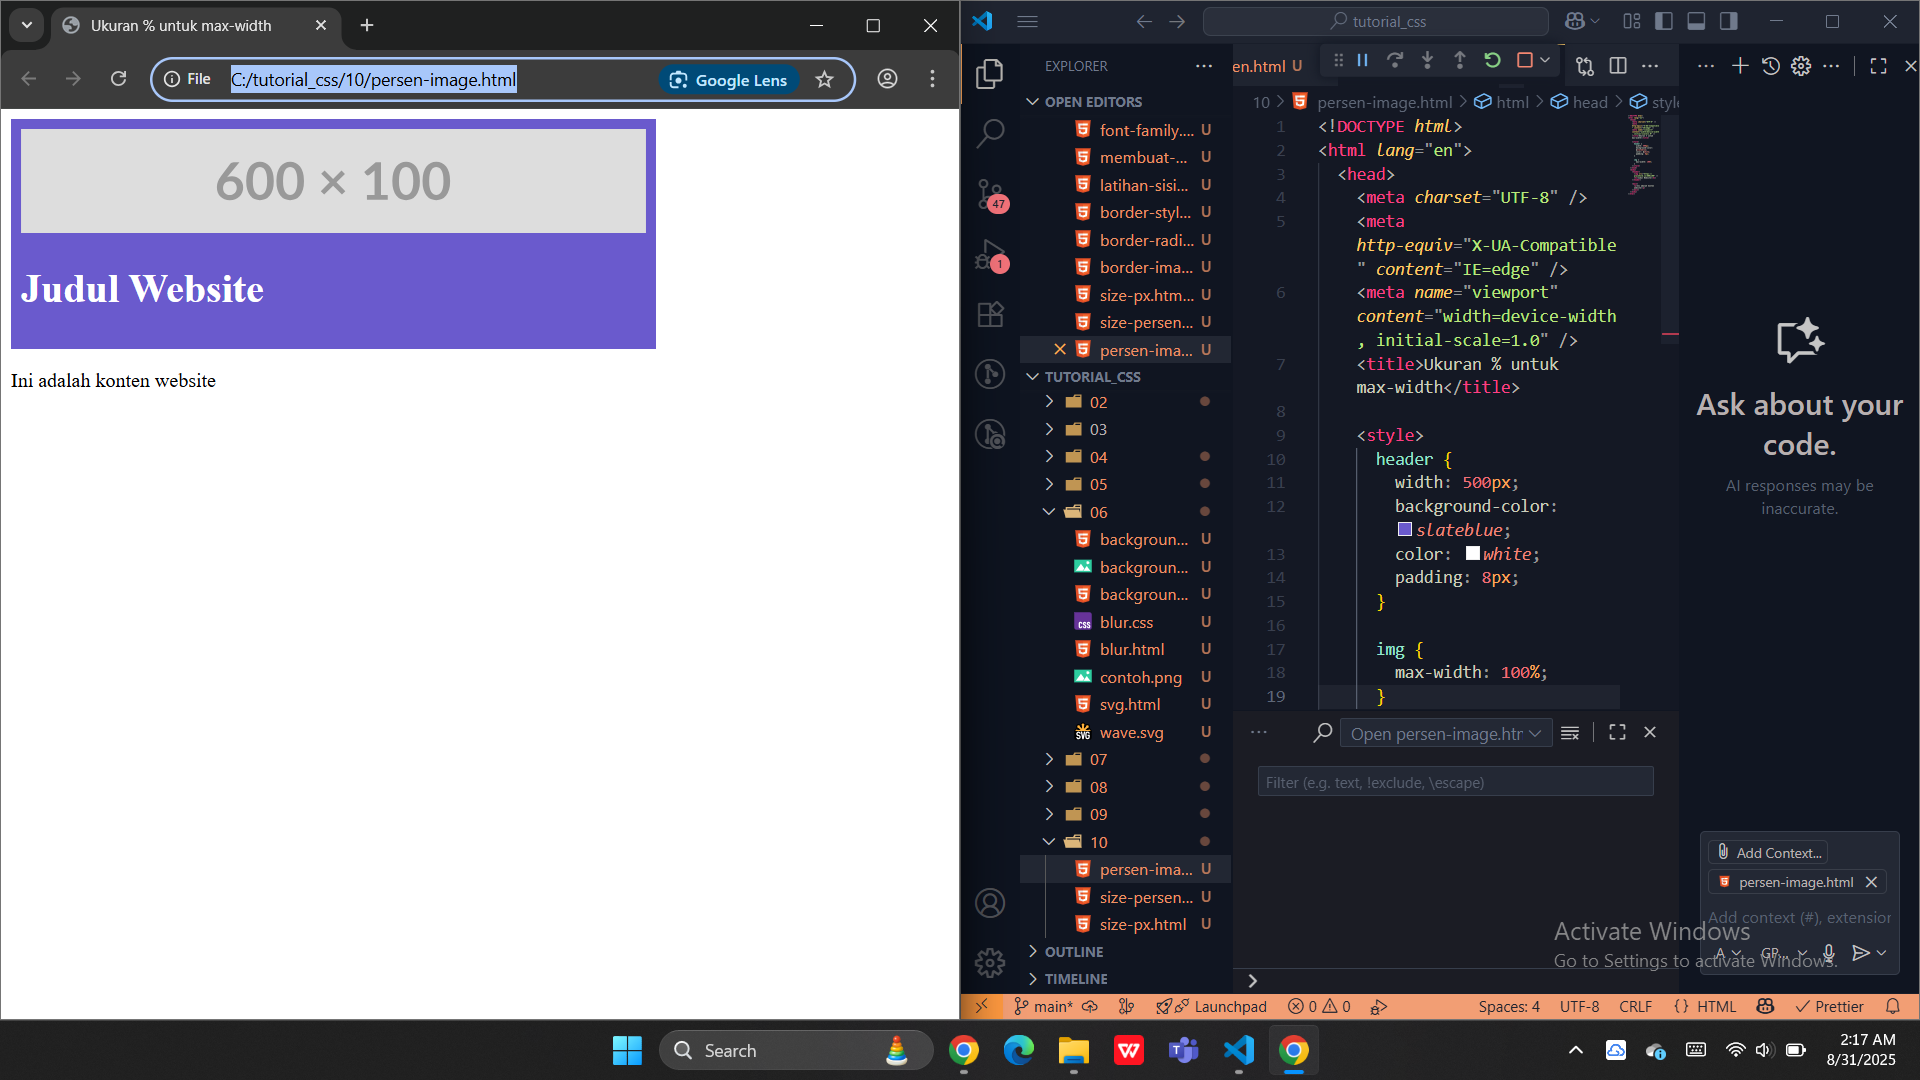 Ukuran % untuk max-width
File
C:/tutorial_css/10/persen-image.html
Google Lens
600 × 100
Judul Website
Ini adalah konten website
tutorial_css
EXPLORER
OPEN EDITORS
font-family.... U
membuat-... U
latihan-sisi... U
border-styl... U
border-radi... U
border-ima... U
size-px.htm... U
size-persen... U
persen-ima... U
TUTORIAL_CSS
02
03
04
05
06
backgroun... U
backgroun... U
backgroun... U
blur.css U
blur.html U
contoh.png U
svg.html U
wave.svg U
07
08
09
10
persen-ima... U
size-persen... U
size-px.html U
OUTLINE
TIMELINE
47
1
en.html U
10 > persen-image.html > html > head > style
1 <!DOCTYPE html>
2 <html lang="en">
3 <head>
4 <meta charset="UTF-8" />
5 <meta
http-equiv="X-UA-Compatible
" content="IE=edge" />
6 <meta name="viewport"
content="width=device-width
, initial-scale=1.0" />
7 <title>Ukuran % untuk
max-width</title>
8
9 <style>
10 header {
11 width: 500px;
12 background-color:
slateblue;
13 color: white;
14 padding: 8px;
15 }
16
17 img {
18 max-width: 100%;
19 }
Open persen-image.htr
Filter (e.g. text, !exclude, \escape)
Ask about your
code.
AI responses may be
inaccurate.
Add Context...
persen-image.html
Add context (#), extension
A
GP...
Activate Windows
Go to Settings to activate Windows.
main*
Launchpad
0
0
Spaces: 4
UTF-8
CRLF
{ } HTML
Prettier
Search
2:17 AM
8/31/2025